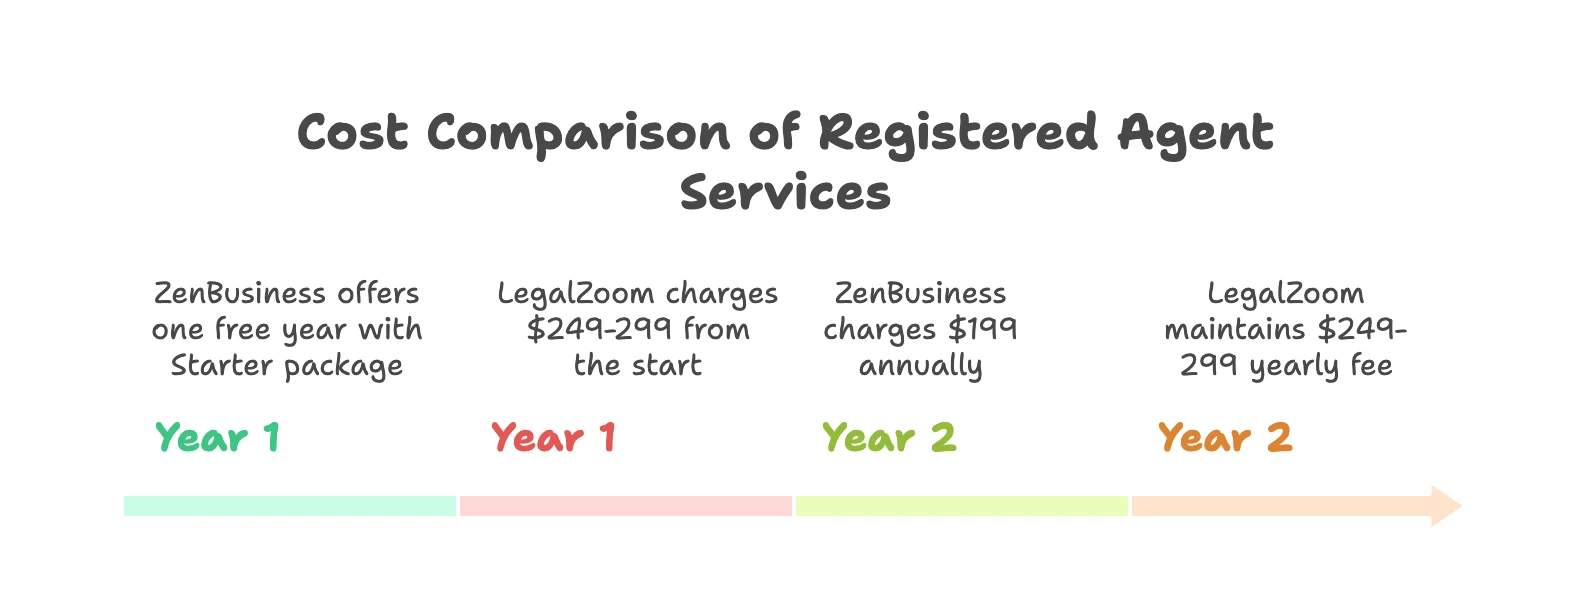 Cost Comparison of Registered Agent
Services
ZenBusiness offers
one free year with
Starter package
Year 1
LegalZoom charges
$249-299 from
the start
Year 1
ZenBusiness
charges $199
annually
Year 2
LegalZoom
maintains $249-
299 yearly fee
Year 2